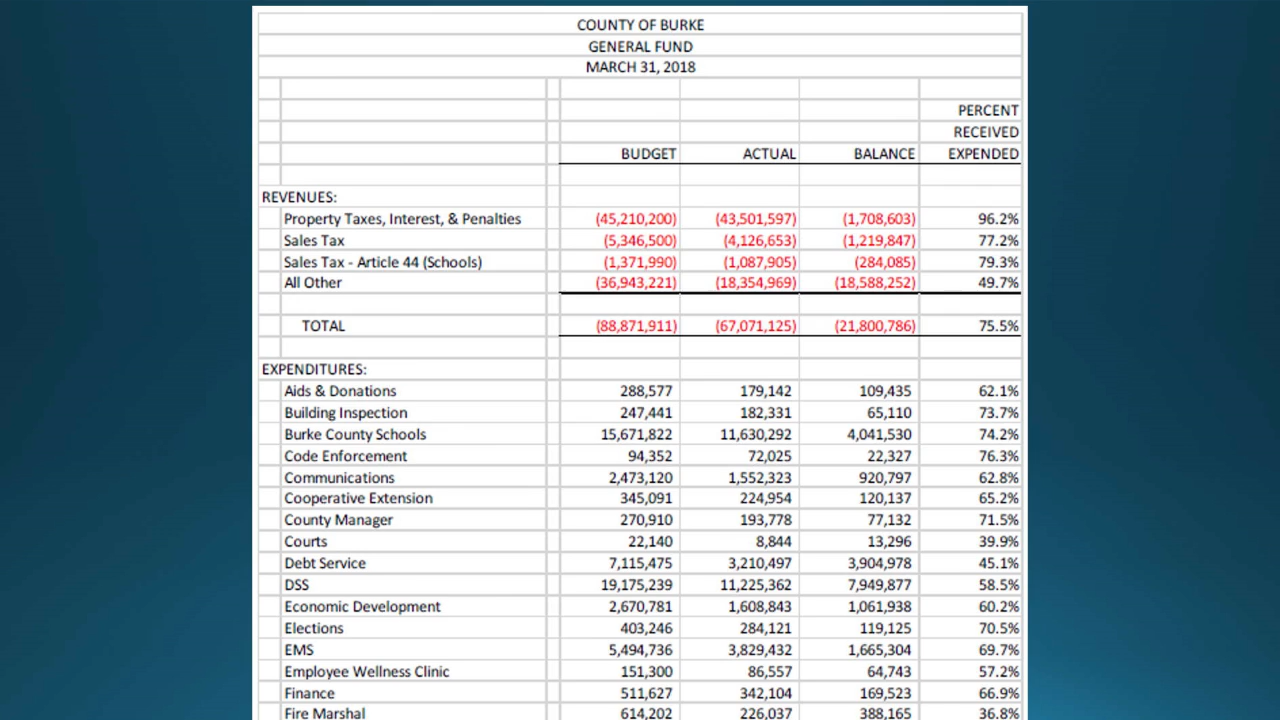 COUNTY OF BURKE
GENERAL FUND
MARCH 31, 2018
PERCENT
RECEIVED
BUDGET ACTUAL BALANCE EXPENDED
REVENUES:
Property Taxes, Interest, & Penalties (45,210,200) (43,501,597) (1,708,603) 96.2%
Sales Tax (5,346,500) (4,126,653) (1,219,847) 77.2%
Sales Tax - Article 44 (Schools) (1,371,990) (1,087,905) (284,085) 79.3%
All Other (36,943,221) (18,354,969) (18,588,252) 49.7%
TOTAL (88,871,911) (67,071,125) (21,800,786) 75.5%
EXPENDITURES:
Aids & Donations 288,577 179,142 109,435 62.1%
Building Inspection 247,441 182,331 65,110 73.7%
Burke County Schools 15,671,822 11,630,292 4,041,530 74.2%
Code Enforcement 94,352 72,025 22,327 76.3%
Communications 2,473,120 1,552,323 920,797 62.8%
Cooperative Extension 345,091 224,954 120,137 65.2%
County Manager 270,910 193,778 77,132 71.5%
Courts 22,140 8,844 13,296 39.9%
Debt Service 7,115,475 3,210,497 3,904,978 45.1%
DSS 19,175,239 11,225,362 7,949,877 58.5%
Economic Development 2,670,781 1,608,843 1,061,938 60.2%
Elections 403,246 284,121 119,125 70.5%
EMS 5,494,736 3,829,432 1,665,304 69.7%
Employee Wellness Clinic 151,300 86,557 64,743 57.2%
Finance 511,627 342,104 169,523 66.9%
Fire Marshal 614,202 226,037 388,165 36.8%